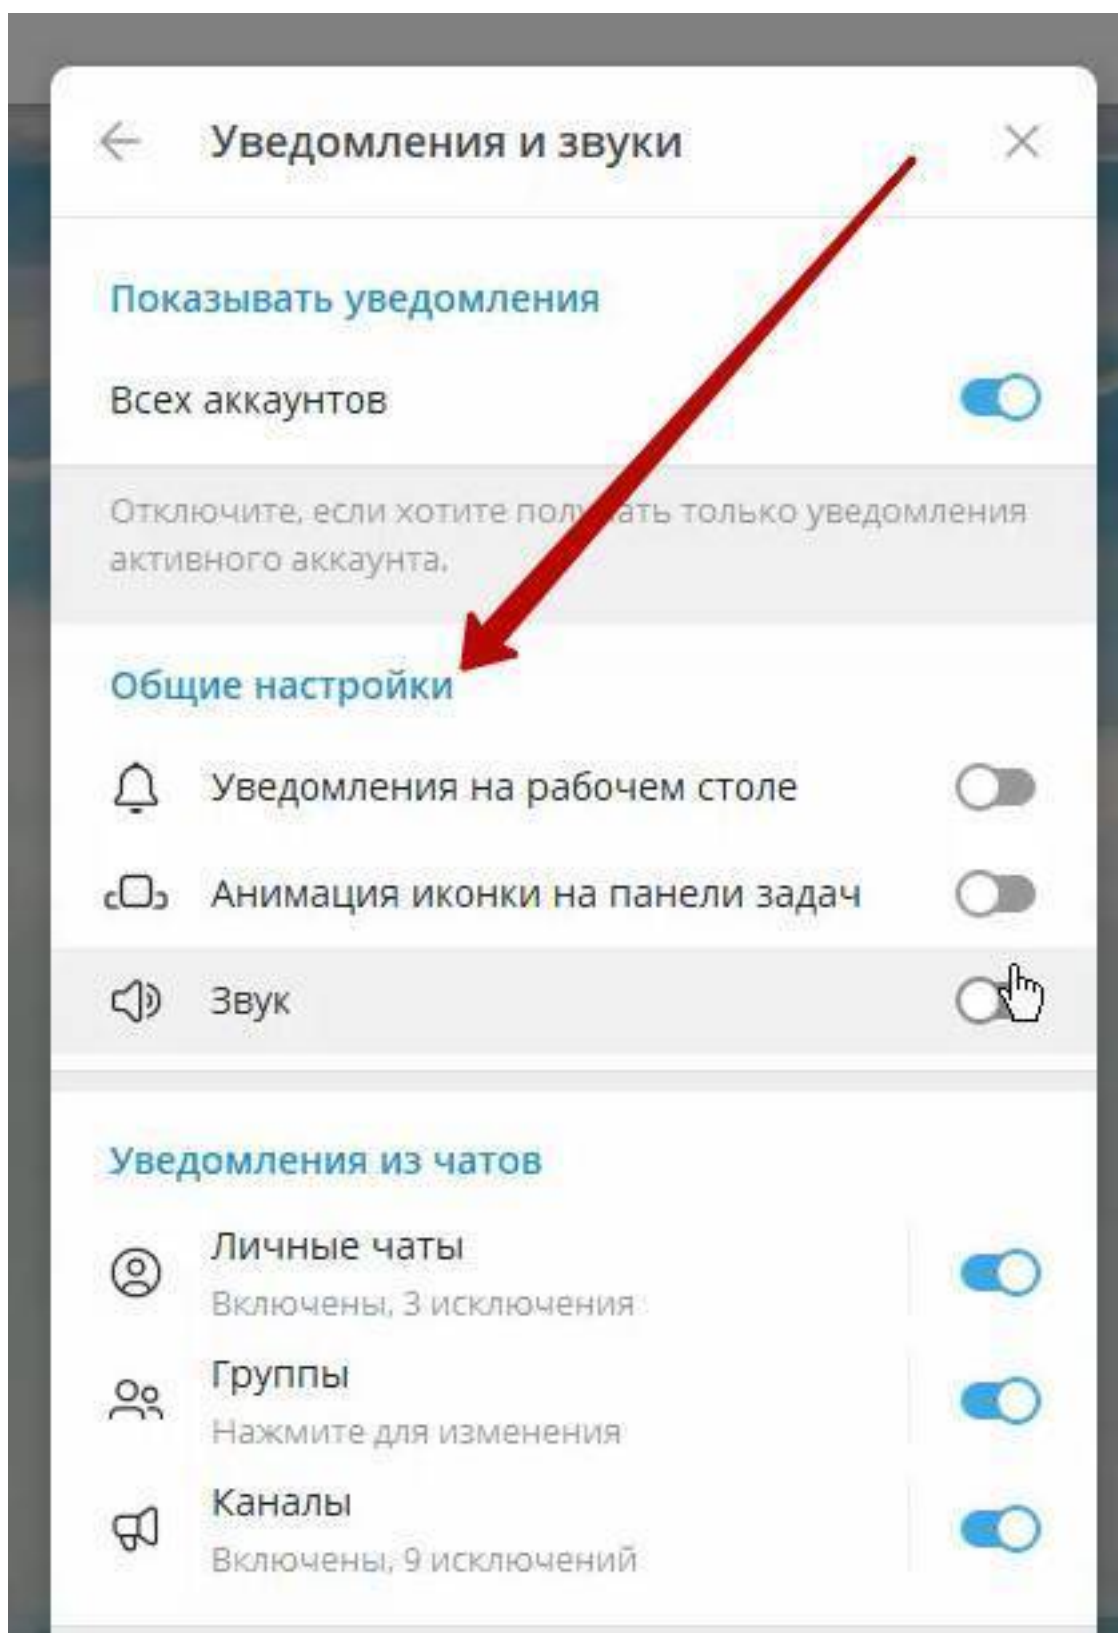 Уведомления и звуки
Показывать уведомления
Всех аккаунтов
Отключите, если хотите получать только уведомления
активного аккаунта.
Общие настройки
Уведомления на рабочем столе
Анимация иконки на панели задач
Звук
Уведомления из чатов
Личные чаты
Включены, 3 исключения
Группы
Нажмите для изменения
Каналы
Включены, 9 исключений